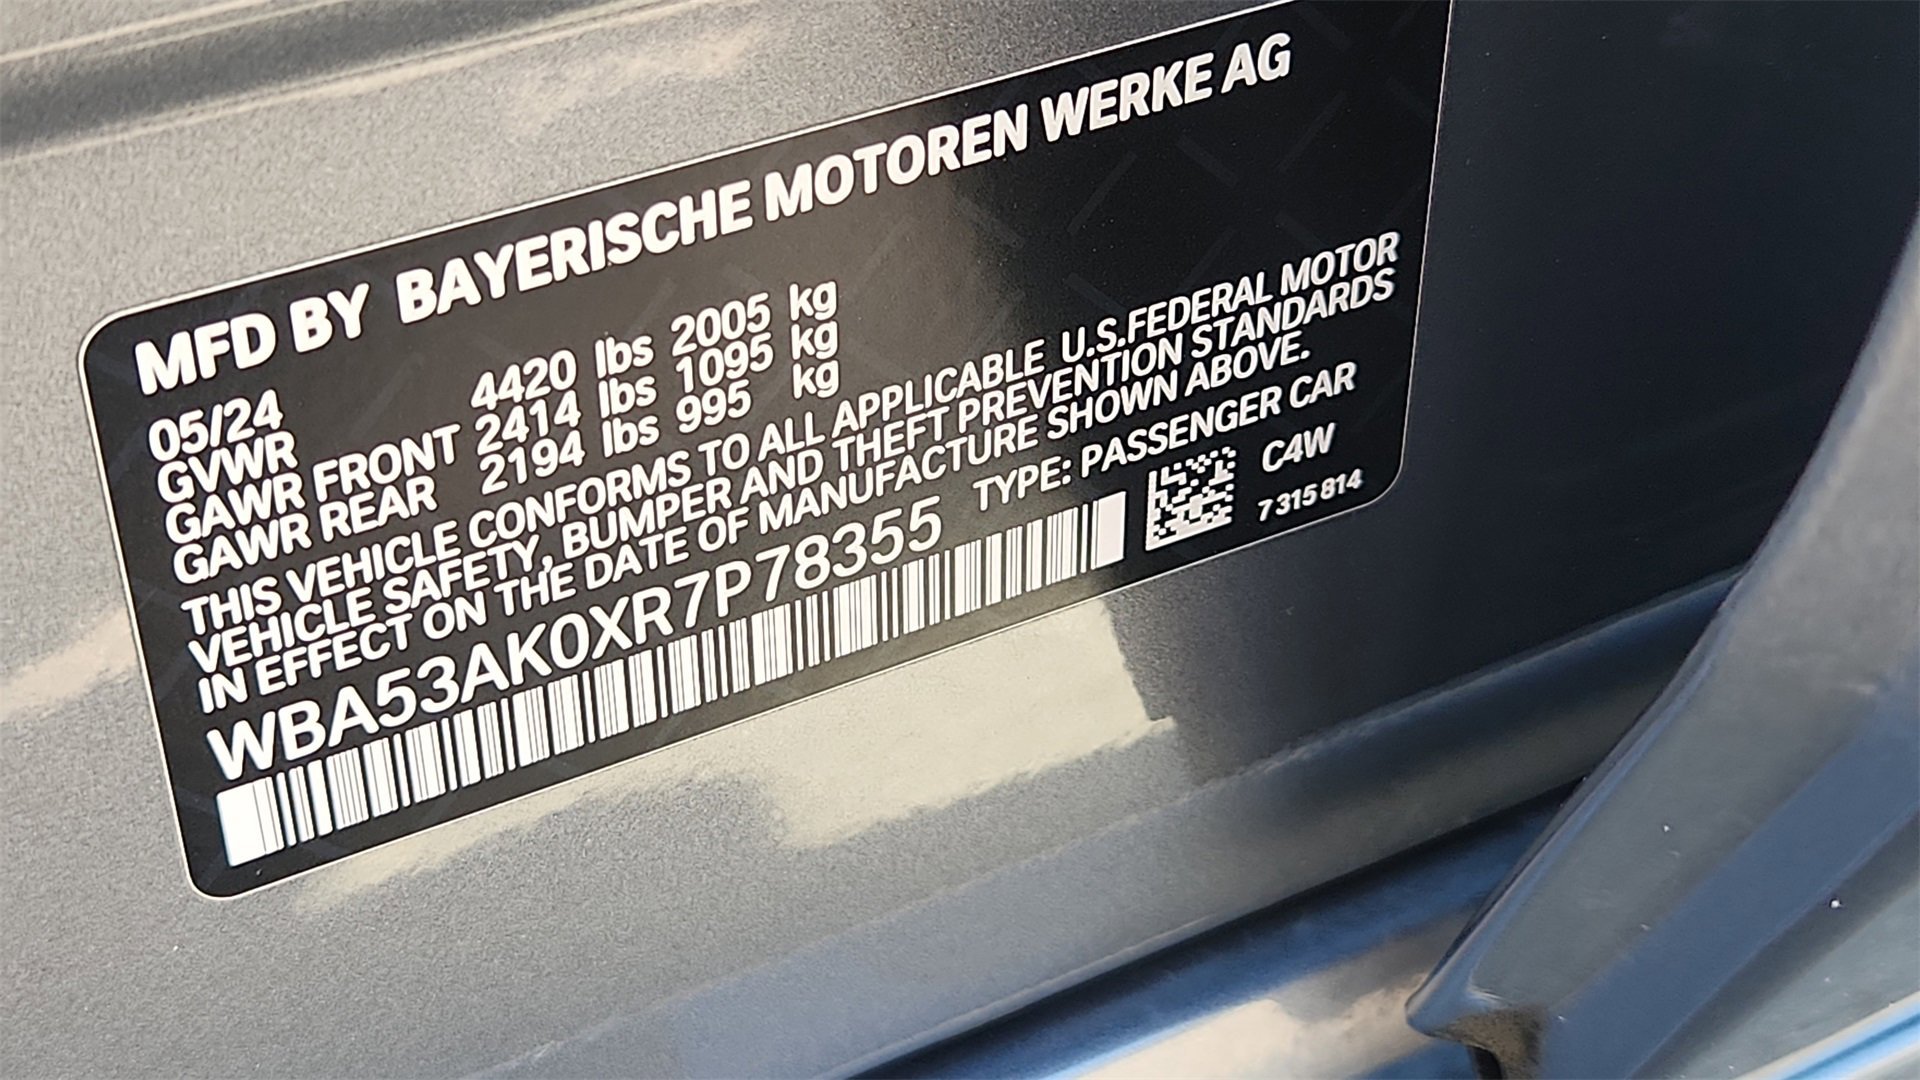 MFD BY BAYERISCHE MOTOREN WERKE AG
05/24
GVWR 4420 lbs 2005 kg
GAWR FRONT 2414 lbs 1095 kg
GAWR REAR 2194 lbs 995 kg
THIS VEHICLE CONFORMS TO ALL APPLICABLE U.S.FEDERAL MOTOR
VEHICLE SAFETY, BUMPER AND THEFT PREVENTION STANDARDS
IN EFFECT ON THE DATE OF MANUFACTURE SHOWN ABOVE.
WBA53AK0XR7P78355 TYPE: PASSENGER CAR
C4W
7 315 814